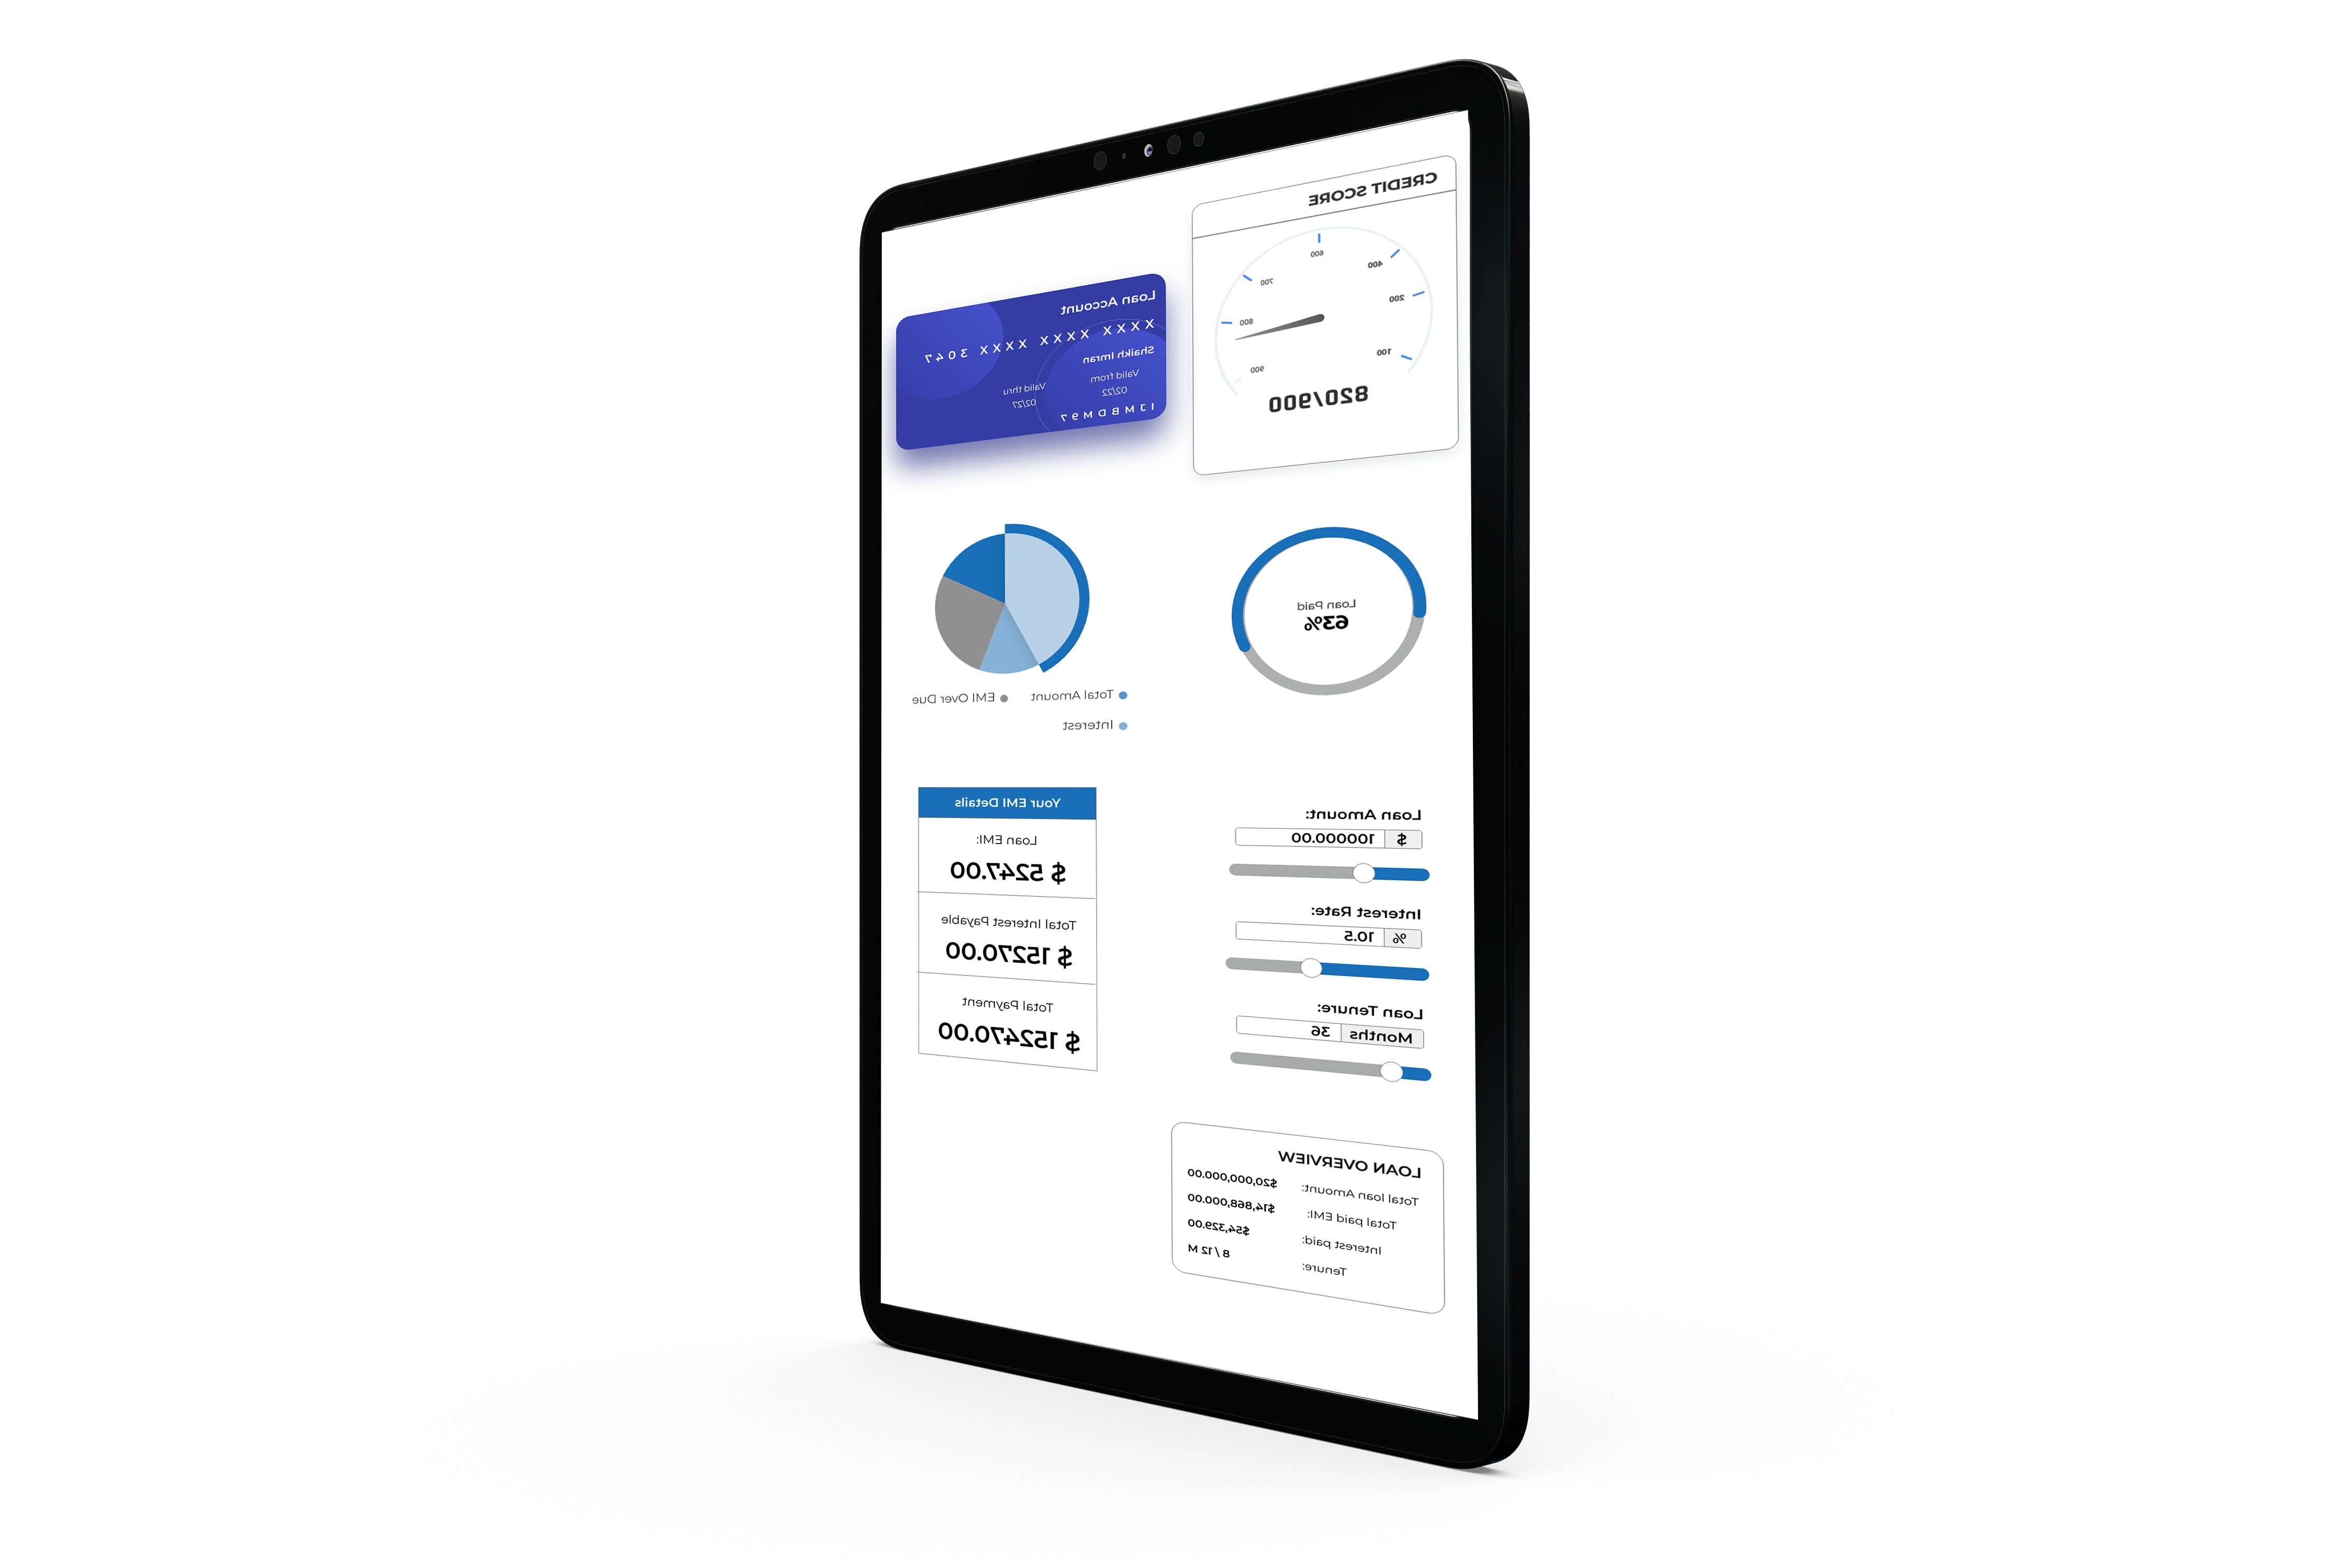 CREDIT SCORE
600
700
400
200
800
100
900
820/900
Loan Account
XXXX XXXX XXXX 3047
Shaikh Imran
Valid from
Valid thru
02/22
02/27
IJMBDM97
Loan Paid
63%
Total Amount
EMI Over Due
Interest
Loan Amount:
$ 100000.00
Interest Rate:
% 10.5
Loan Tenure:
Months 36
Your EMI Details
Loan EMI:
$ 5247.00
Total Interest Payable
$ 15270.00
Total Payment
$ 152470.00
LOAN OVERVIEW
Total loan Amount: $20,000,000.00
Total paid EMI: $14,868,000.00
Interest paid: $54,329.00
Tenure: 8 / 12 M